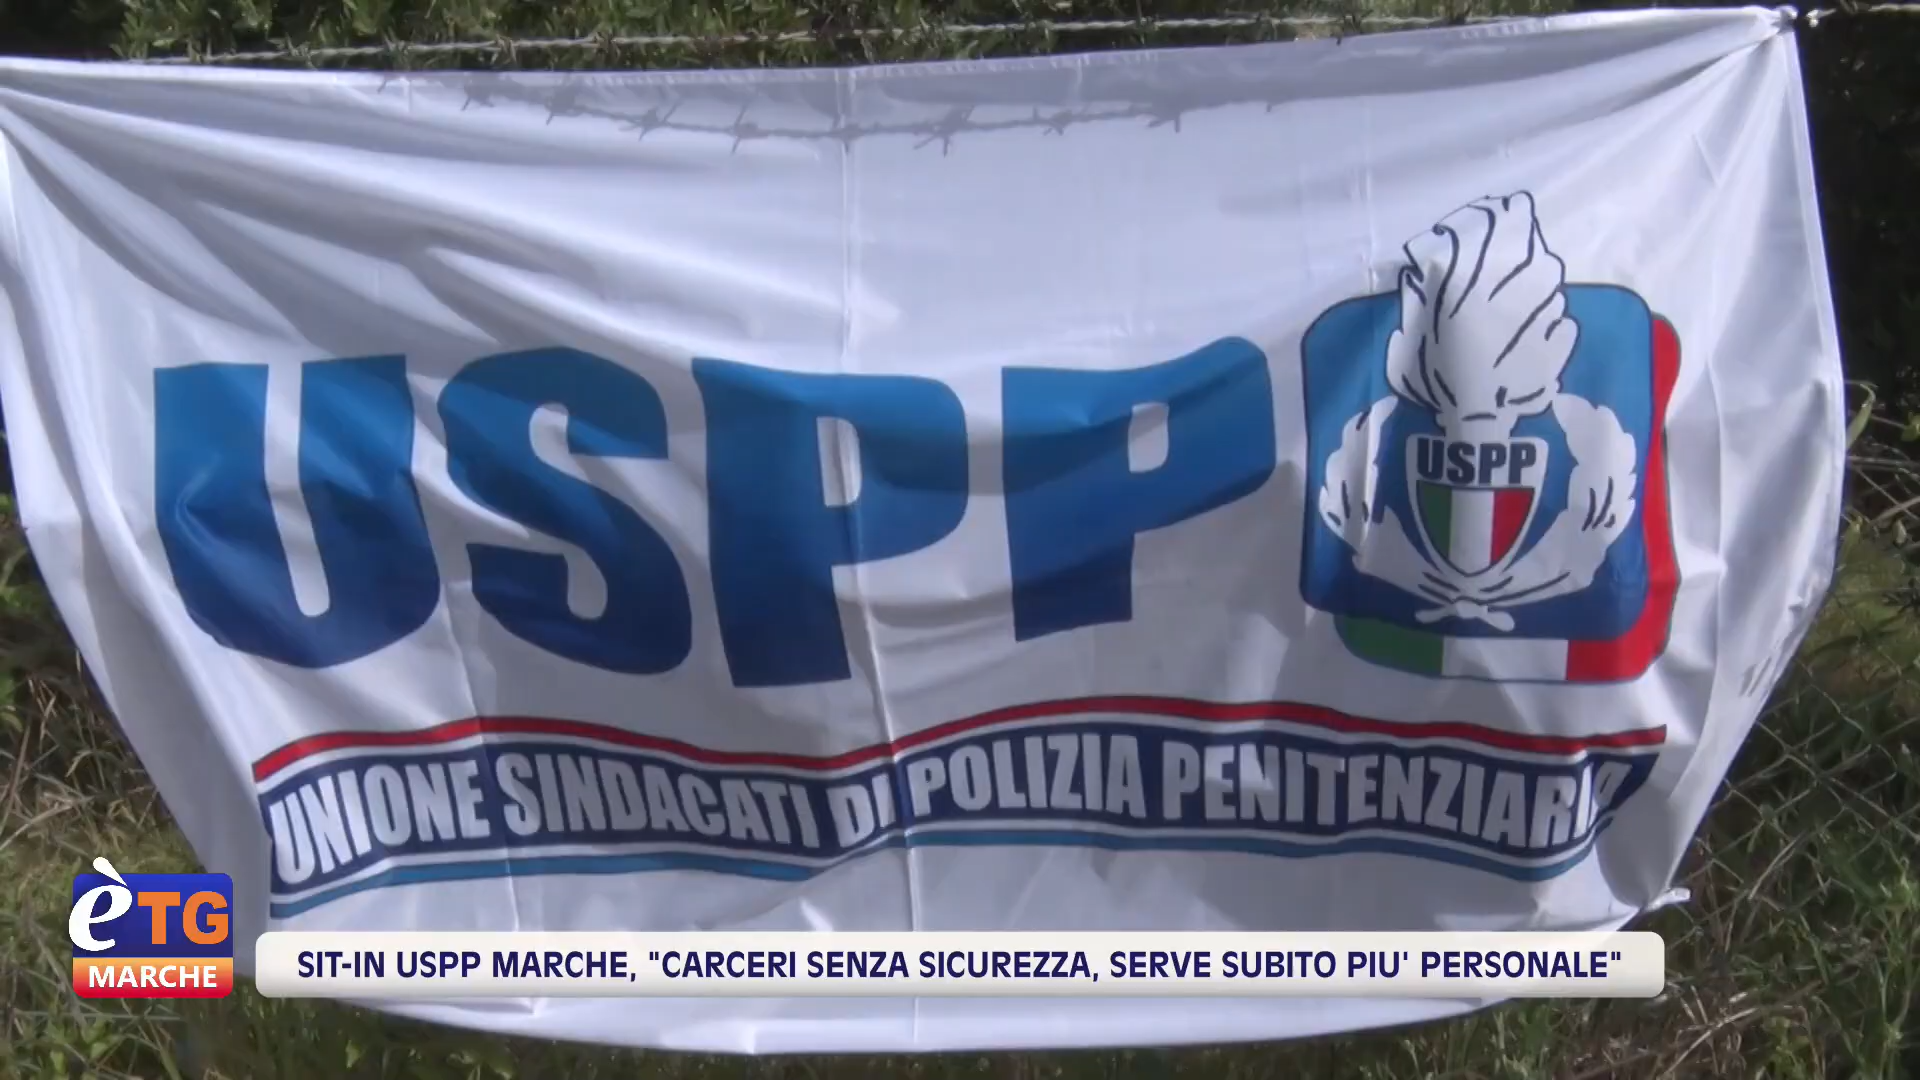 USPP
USPP
UNIONE SINDACATI DI POLIZIA PENITENZIARIA
è TG
MARCHE
SIT-IN USPP MARCHE, "CARCERI SENZA SICUREZZA, SERVE SUBITO PIU' PERSONALE"